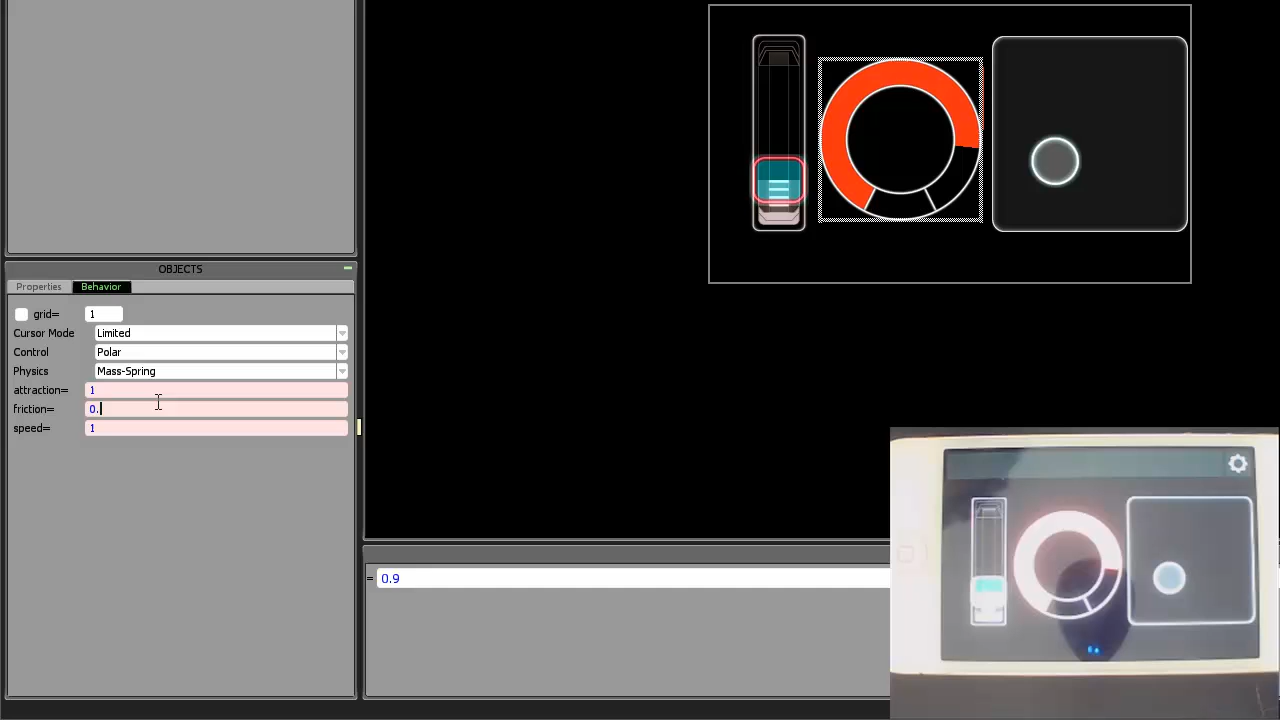 OBJECTS
Properties Behavior
grid= 1
Cursor Mode Limited
Control Polar
Physics Mass-Spring
attraction= 1
friction= 0.
speed= 1
= 0.9